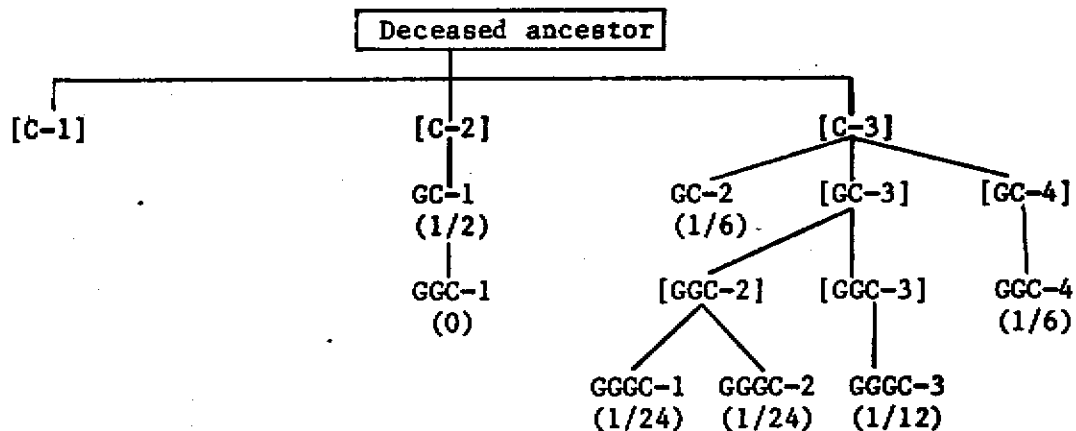 Deceased ancestor
[C-1] [C-2] [C-3]
GC-1 GC-2 [GC-3] [GC-4]
(1/2) (1/6)
GGC-1 [GGC-2] [GGC-3] GGC-4
(0) (1/6)
GGGC-1 GGGC-2 GGGC-3
(1/24) (1/24) (1/12)